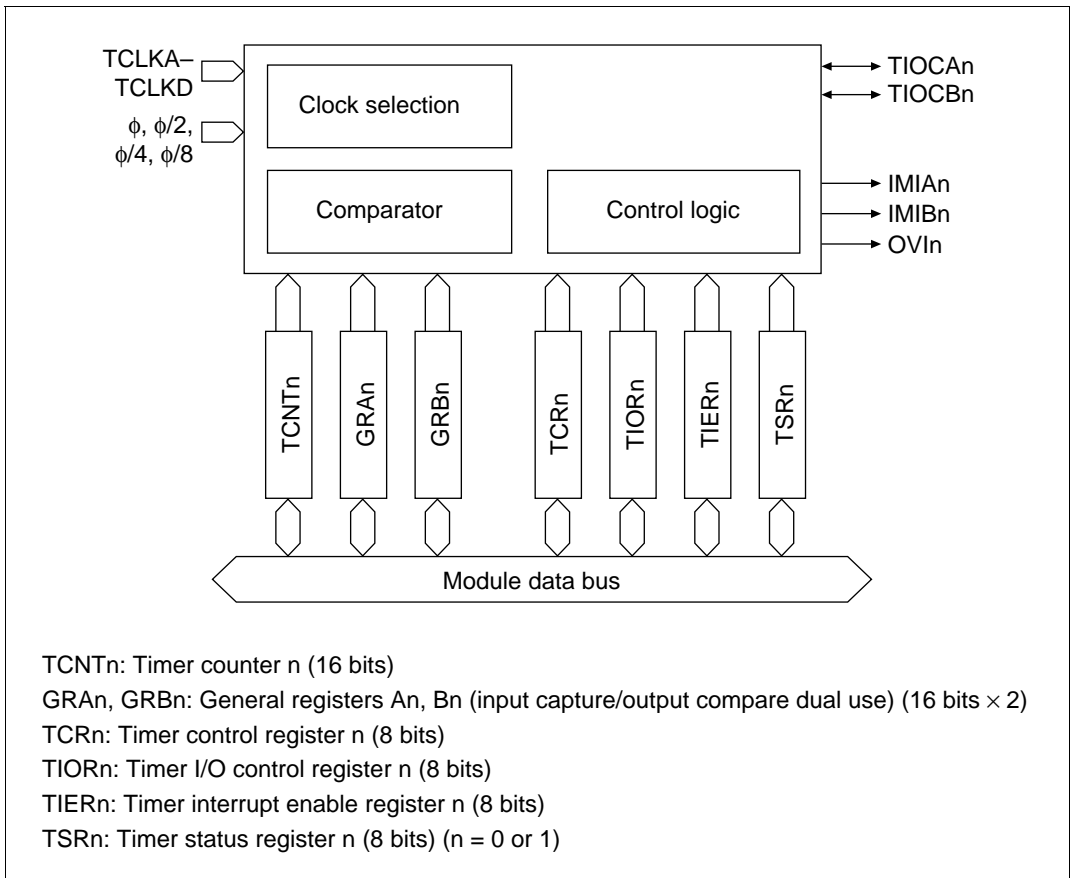 TCLKA–
TCLKD
ϕ, ϕ/2,
ϕ/4, ϕ/8
Clock selection
Comparator
Control logic
TIOCAn
TIOCBn
IMIAn
IMIBn
OVIn
TCNTn
GRAn
GRBn
TCRn
TIORn
TIERn
TSRn
Module data bus
TCNTn: Timer counter n (16 bits)
GRAn, GRBn: General registers An, Bn (input capture/output compare dual use) (16 bits × 2)
TCRn: Timer control register n (8 bits)
TIORn: Timer I/O control register n (8 bits)
TIERn: Timer interrupt enable register n (8 bits)
TSRn: Timer status register n (8 bits) (n = 0 or 1)